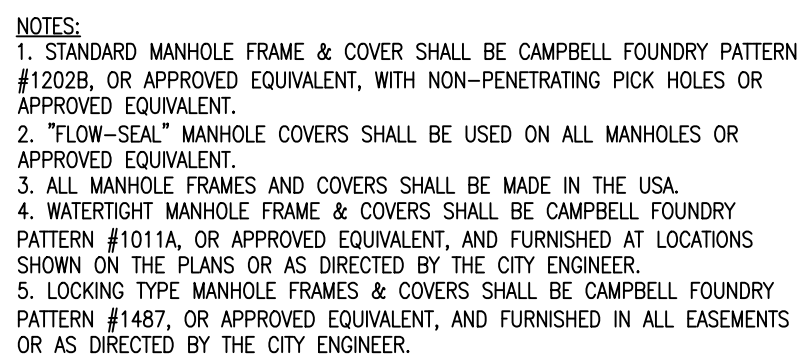 NOTES:
1. STANDARD MANHOLE FRAME & COVER SHALL BE CAMPBELL FOUNDRY PATTERN
#1202B, OR APPROVED EQUIVALENT, WITH NON-PENETRATING PICK HOLES OR
APPROVED EQUIVALENT.
2. "FLOW-SEAL" MANHOLE COVERS SHALL BE USED ON ALL MANHOLES OR
APPROVED EQUIVALENT.
3. ALL MANHOLE FRAMES AND COVERS SHALL BE MADE IN THE USA.
4. WATERTIGHT MANHOLE FRAME & COVERS SHALL BE CAMPBELL FOUNDRY
PATTERN #1011A, OR APPROVED EQUIVALENT, AND FURNISHED AT LOCATIONS
SHOWN ON THE PLANS OR AS DIRECTED BY THE CITY ENGINEER.
5. LOCKING TYPE MANHOLE FRAMES & COVERS SHALL BE CAMPBELL FOUNDRY
PATTERN #1487, OR APPROVED EQUIVALENT, AND FURNISHED IN ALL EASEMENTS
OR AS DIRECTED BY THE CITY ENGINEER.